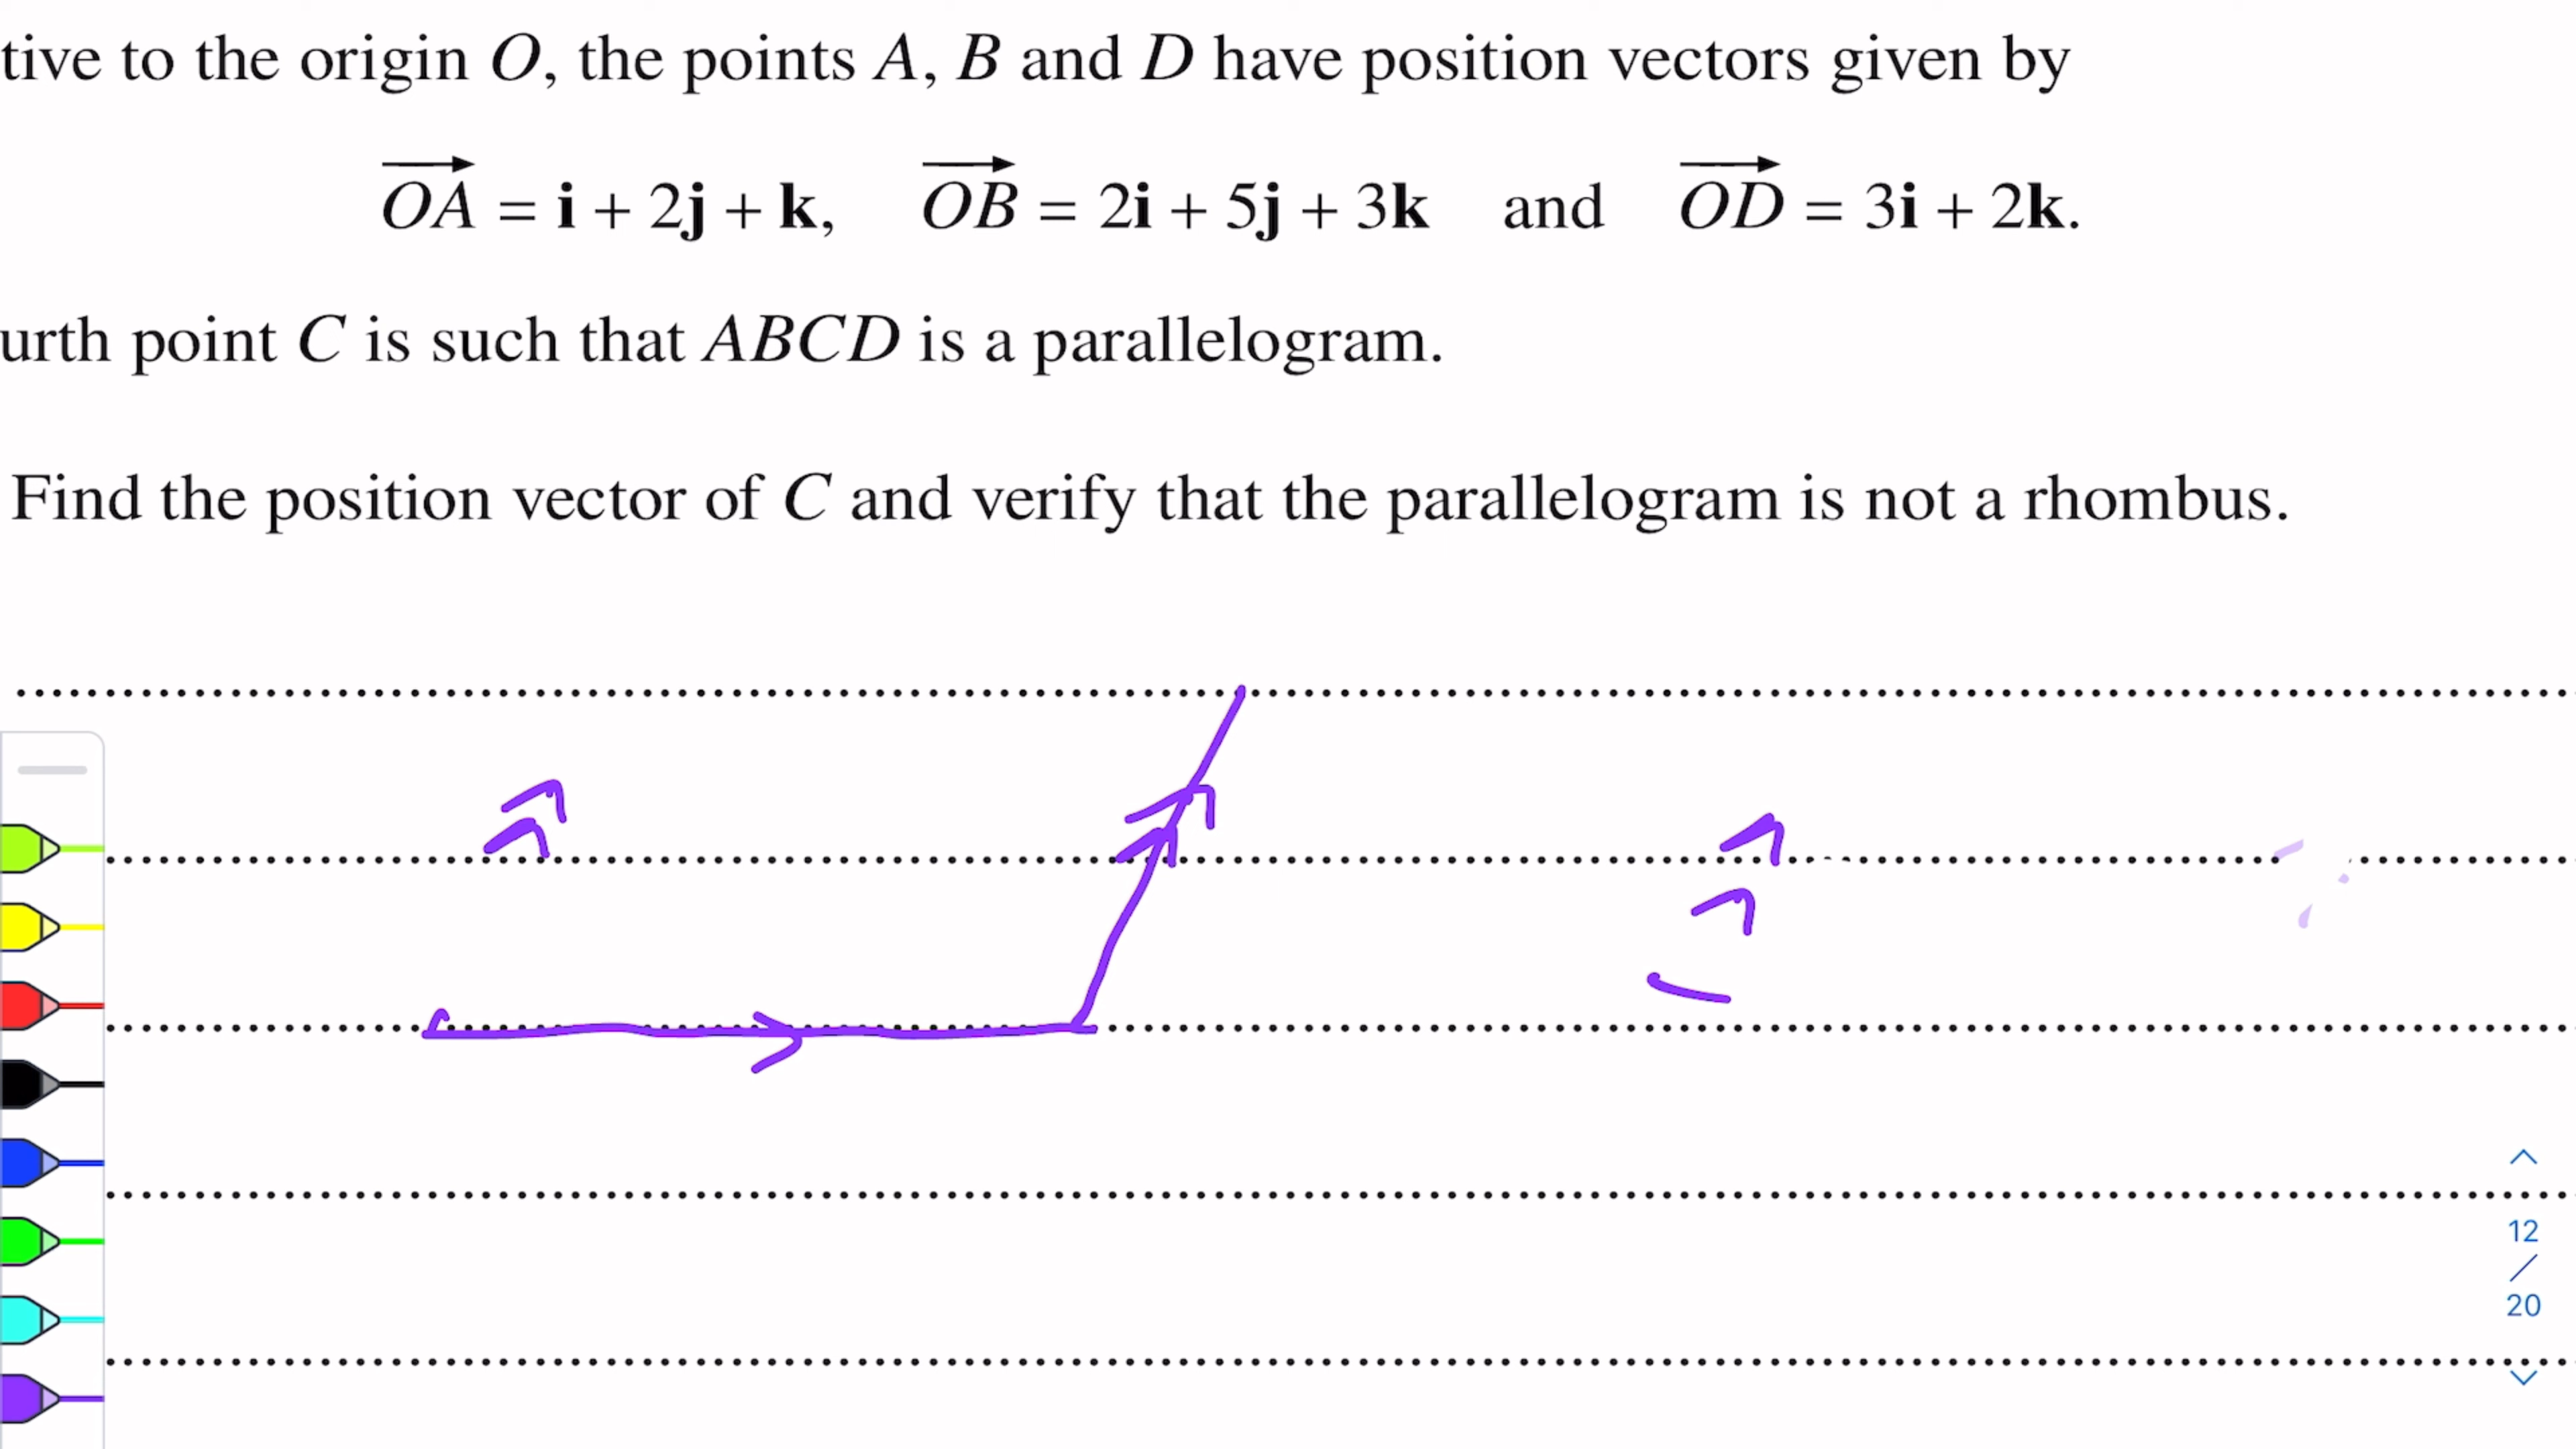 tive to the origin O, the points A, B and D have position vectors given by
OA = i + 2j + k, OB = 2i + 5j + 3k and OD = 3i + 2k.
urth point C is such that ABCD is a parallelogram.
Find the position vector of C and verify that the parallelogram is not a rhombus.
12
/
20